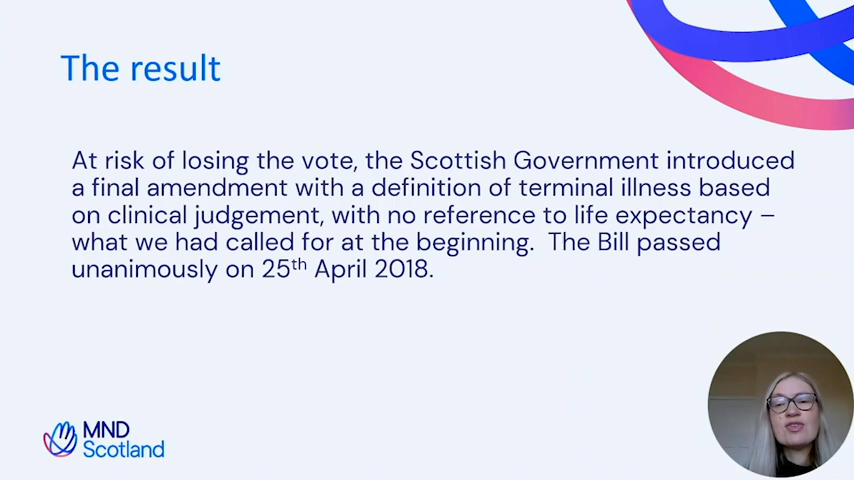 The result
At risk of losing the vote, the Scottish Government introduced
a final amendment with a definition of terminal illness based
on clinical judgement, with no reference to life expectancy –
what we had called for at the beginning.  The Bill passed
unanimously on 25th April 2018.
MND
Scotland